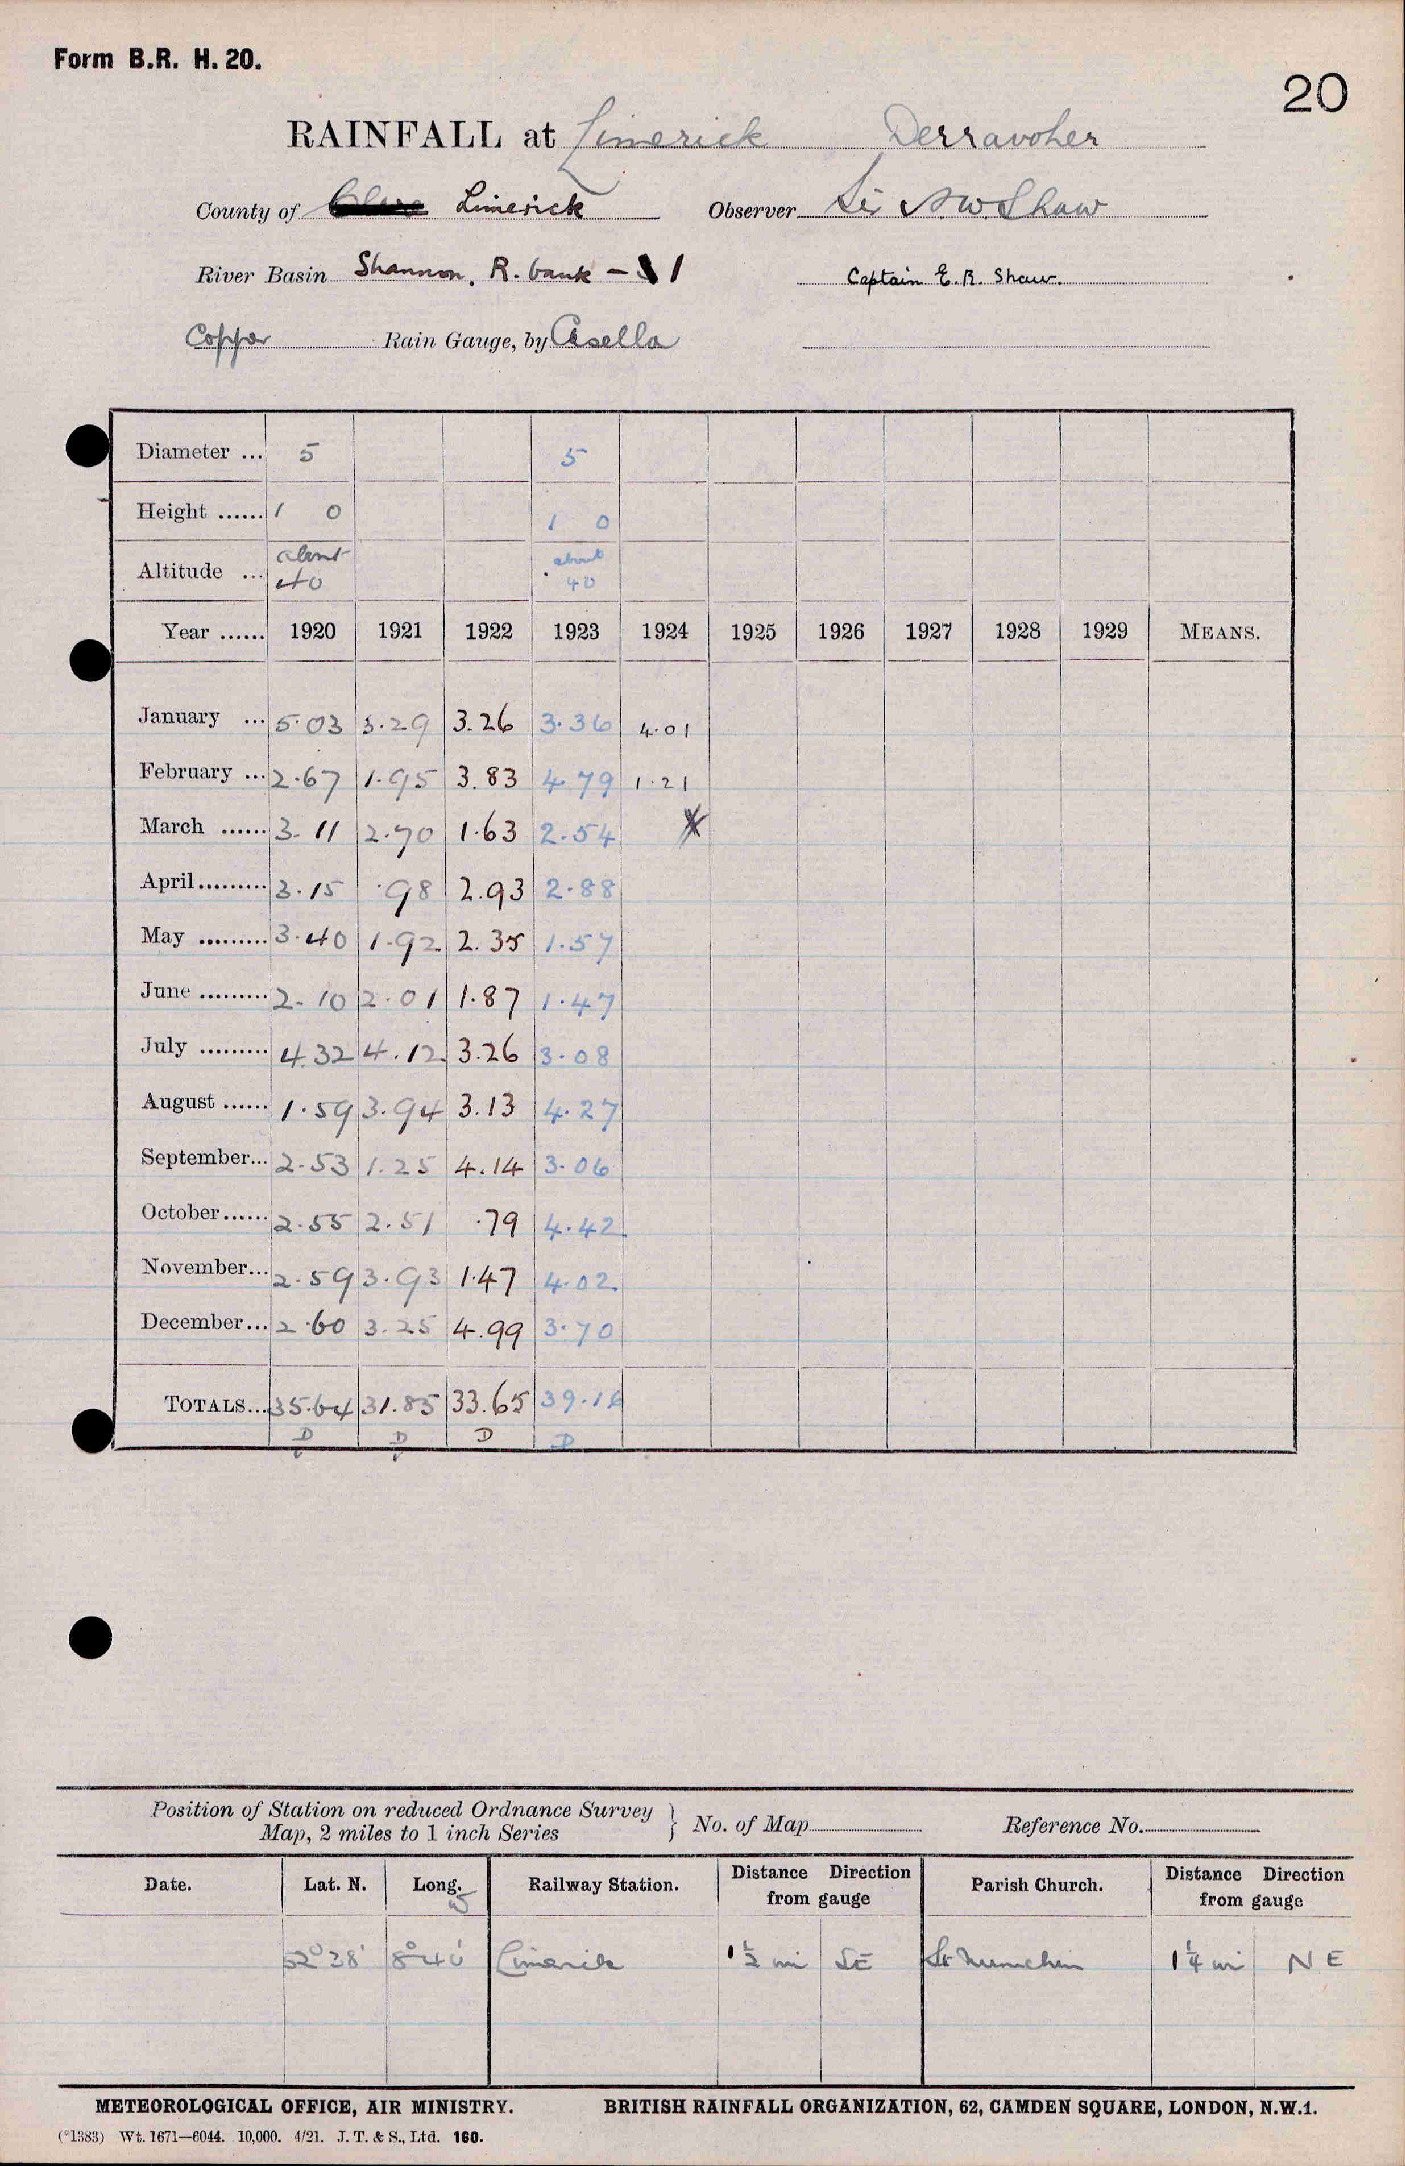 Form B.R. H. 20.
20
RAINFALL at Limerick Derravoher
County of Limerick Observer Sir A W Shaw
River Basin Shannon, R. bank - 1 Captain E. B. Shaw.
Copper Rain Gauge, by Casella
Diameter ... 5 5
Height ...... 1 0 1 0
Altitude ... about 40 about 40
Year ...... 1920 1921 1922 1923 1924 1925 1926 1927 1928 1929 MEANS.
January ... 5.03 3.29 3.26 3.36 4.01
February ... 2.67 1.95 3.83 4.79 1.21
March ...... 3.11 2.70 1.63 2.54
April ......... 3.15 .98 2.93 2.88
May ......... 3.40 1.92 2.35 1.57
June ......... 2.10 2.01 1.87 1.47
July ......... 4.32 4.12 3.26 3.08
August ...... 1.59 3.94 3.13 4.27
September... 2.53 1.25 4.14 3.06
October...... 2.55 2.51 .79 4.42
November... 2.59 3.93 1.47 4.02
December... 2.60 3.25 4.99 3.70
TOTALS... 35.64 31.85 33.65 39.16
D D D D
Position of Station on reduced Ordnance Survey
Map, 2 miles to 1 inch Series } No. of Map Reference No.
Date. Lat. N. Long. W Railway Station. Distance Direction from gauge Parish Church. Distance Direction from gauge
52° 38' 8° 40' Limerick 1½ mi SE St Munchin 1¼ mi N E
METEOROLOGICAL OFFICE, AIR MINISTRY. BRITISH RAINFALL ORGANIZATION, 62, CAMDEN SQUARE, LONDON, N.W.1.
(*1383) Wt. 1671—6044. 10,000. 4/21. J. T. & S., Ltd. 160.